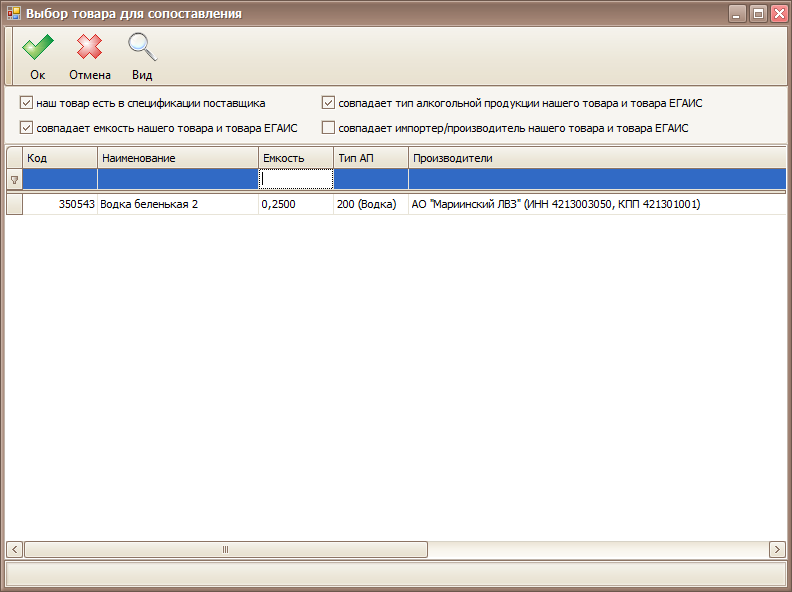 Выбор товара для сопоставления
Ок Отмена Вид
наш товар есть в спецификации поставщика совпадает тип алкогольной продукции нашего товара и товара ЕГАИС
совпадает емкость нашего товара и товара ЕГАИС совпадает импортер/производитель нашего товара и товара ЕГАИС
Код Наименование Емкость Тип АП Производители
350543 Водка беленькая 2 0,2500 200 (Водка) АО "Мариинский ЛВЗ" (ИНН 4213003050, КПП 421301001)